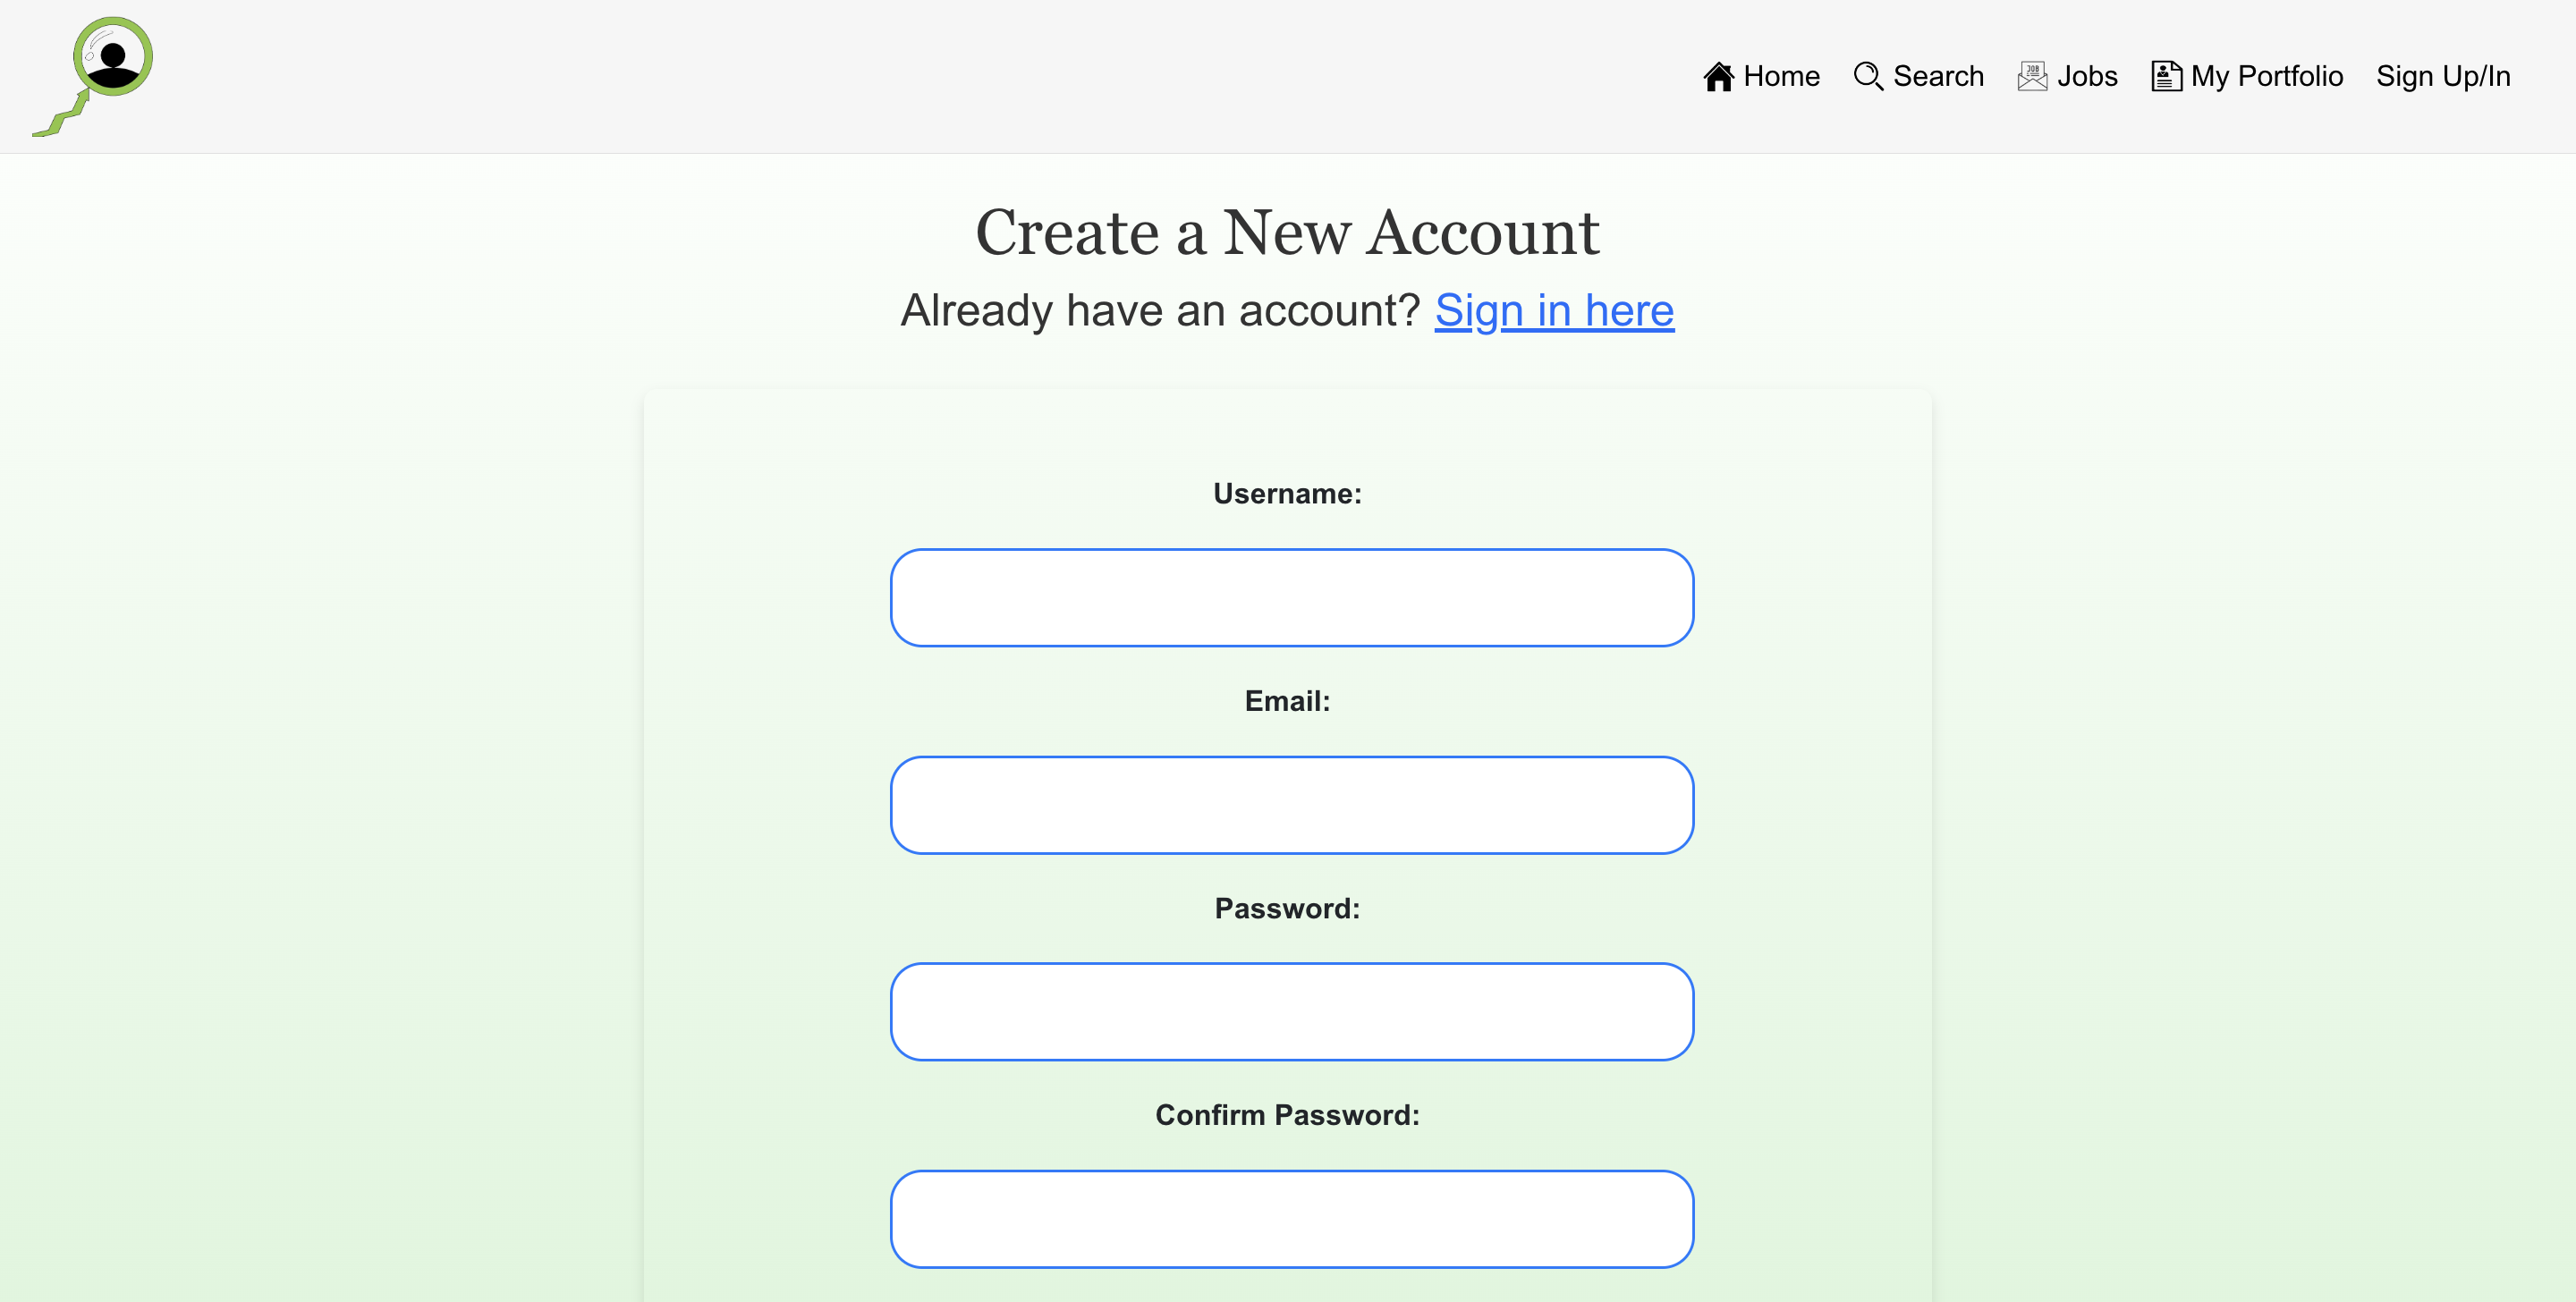 Home Search Jobs My Portfolio Sign Up/In
Create a New Account
Already have an account? Sign in here
Username:
Email:
Password:
Confirm Password: